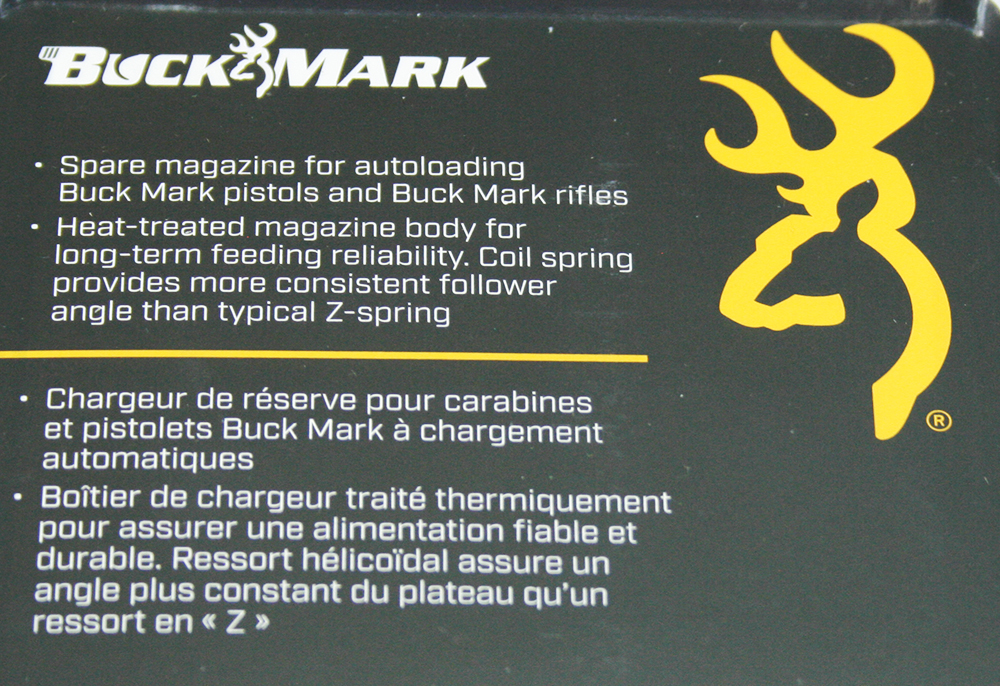 BUCK MARK
• Spare magazine for autoloading
Buck Mark pistols and Buck Mark rifles
• Heat-treated magazine body for
long-term feeding reliability. Coil spring
provides more consistent follower
angle than typical Z-spring
• Chargeur de réserve pour carabines
et pistolets Buck Mark à chargement
automatiques
• Boîtier de chargeur traité thermiquement
pour assurer une alimentation fiable et
durable. Ressort hélicoïdal assure un
angle plus constant du plateau qu'un
ressort en « Z »
®